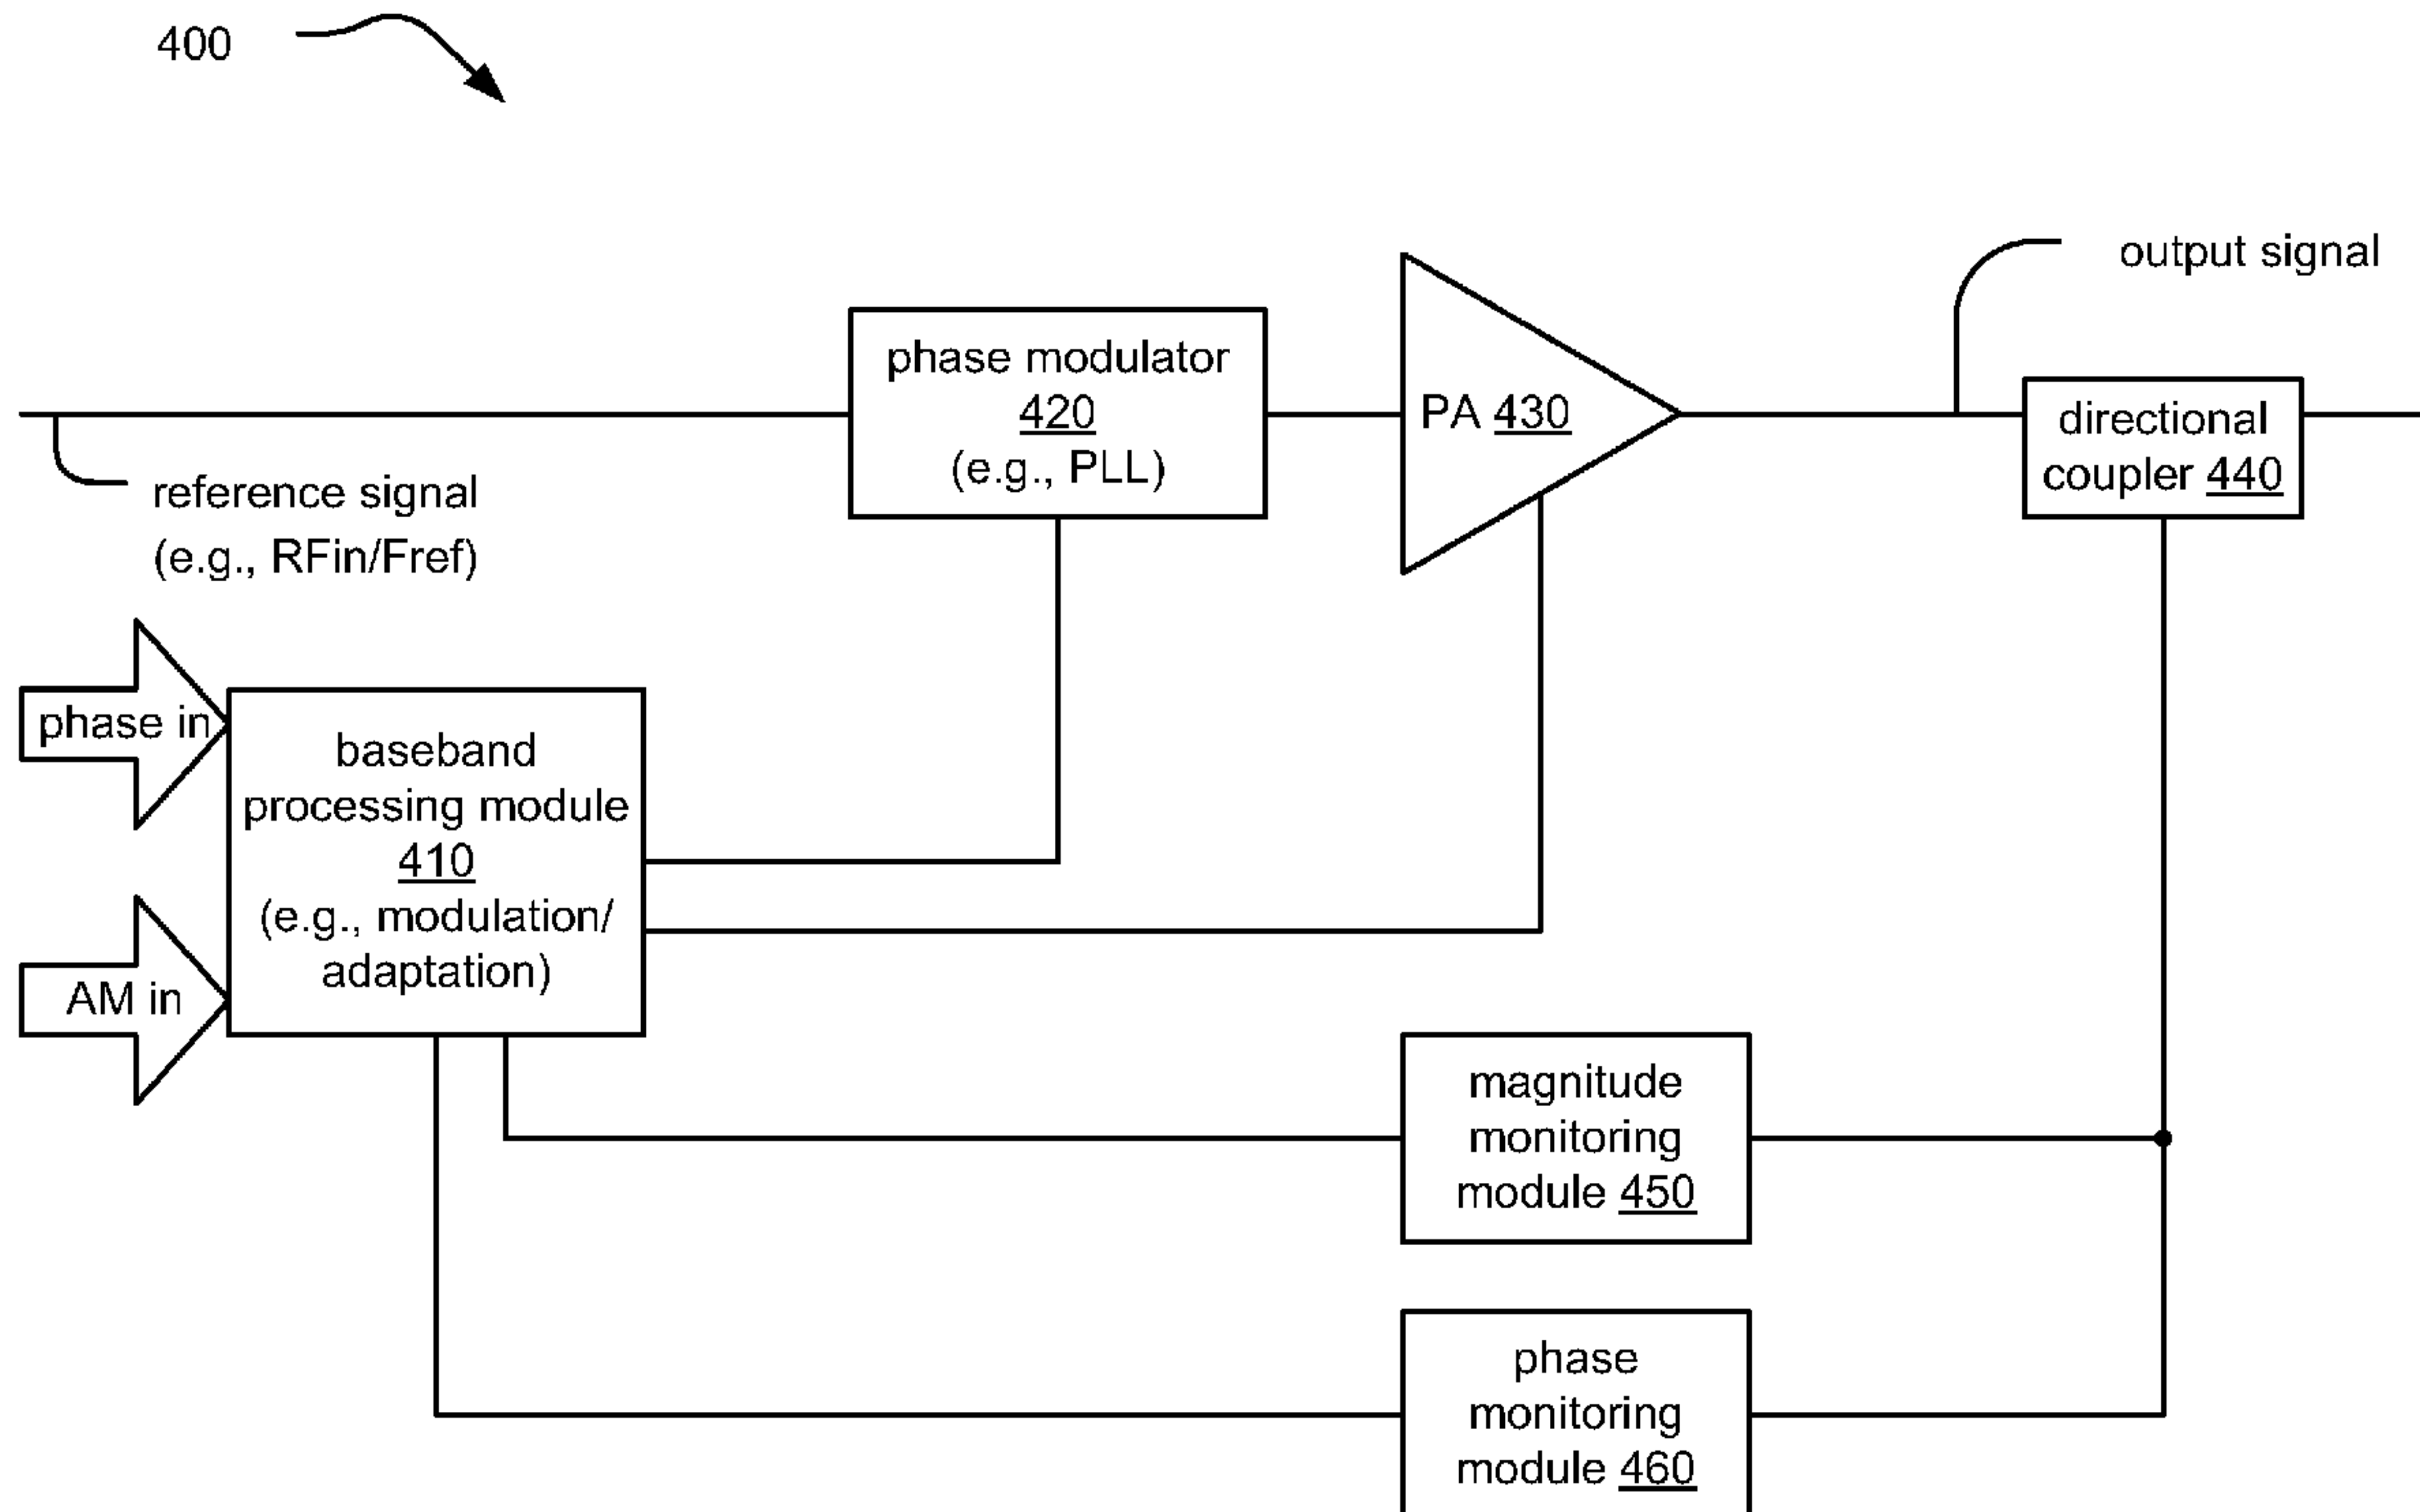 400
output signal
phase modulator
420
(e.g., PLL)
PA 430
directional
coupler 440
reference signal
(e.g., RFin/Fref)
phase in
AM in
baseband
processing module
410
(e.g., modulation/
adaptation)
magnitude
monitoring
module 450
phase
monitoring
module 460